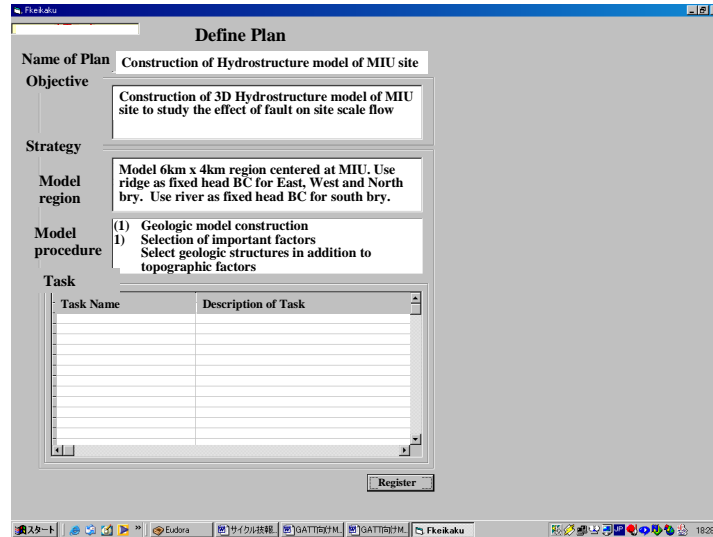 Fkeikaku
Define Plan
Name of Plan
Construction of Hydrostructure model of MIU site
Objective
Construction of 3D Hydrostructure model of MIU
site to study the effect of fault on site scale flow
Strategy
Model
region
Model 6km x 4km region centered at MIU. Use
ridge as fixed head BC for East, West and North
bry. Use river as fixed head BC for south bry.
Model
procedure
(1) Geologic model construction
1) Selection of important factors
Select geologic structures in addition to
topographic factors
Task
Task Name Description of Task
Register
スタート » Eudora サイクル技報_ GATT向けM_ GATT向けM_ Fkeikaku 18:28